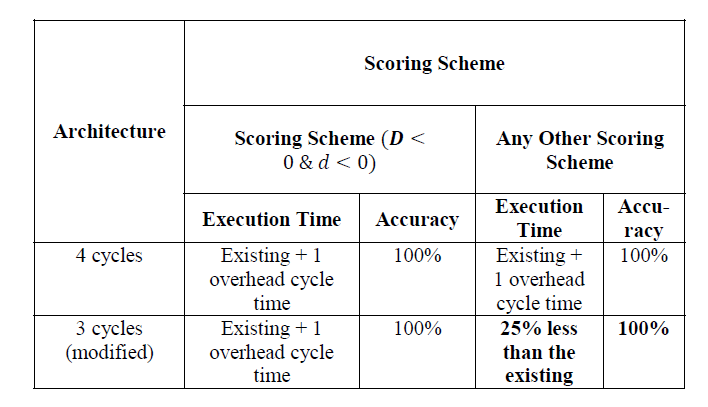 Scoring Scheme
Architecture
Scoring Scheme (D <
0 & d < 0)
Any Other Scoring
Scheme
Execution Time
Accuracy
Execution
Time
Accu-
racy
4 cycles
Existing + 1
overhead cycle
time
100%
Existing +
1 overhead
cycle time
100%
3 cycles
(modified)
Existing + 1
overhead cycle
time
100%
25% less
than the
existing
100%